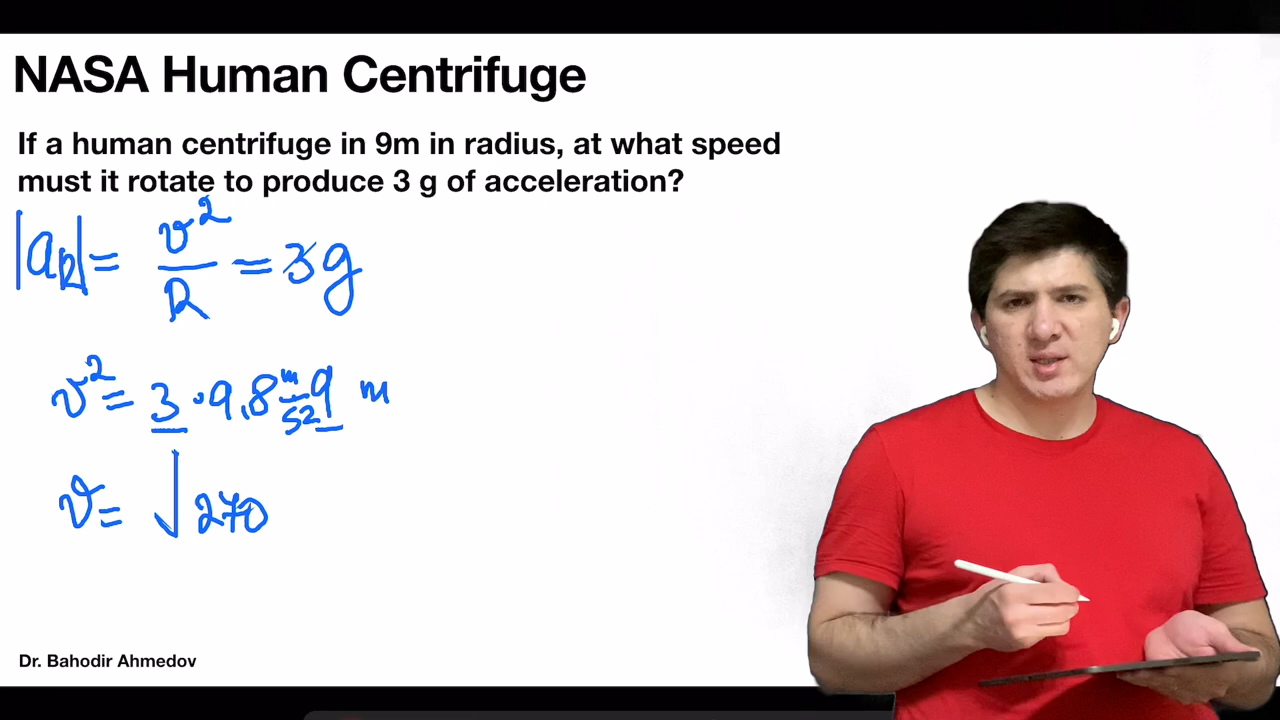 NASA Human Centrifuge
If a human centrifuge in 9m in radius, at what speed
must it rotate to produce 3 g of acceleration?
|a_R| = v²/R = 3g
v² = 3 · 9.8 m/s² 9 m
v = √270
Dr. Bahodir Ahmedov